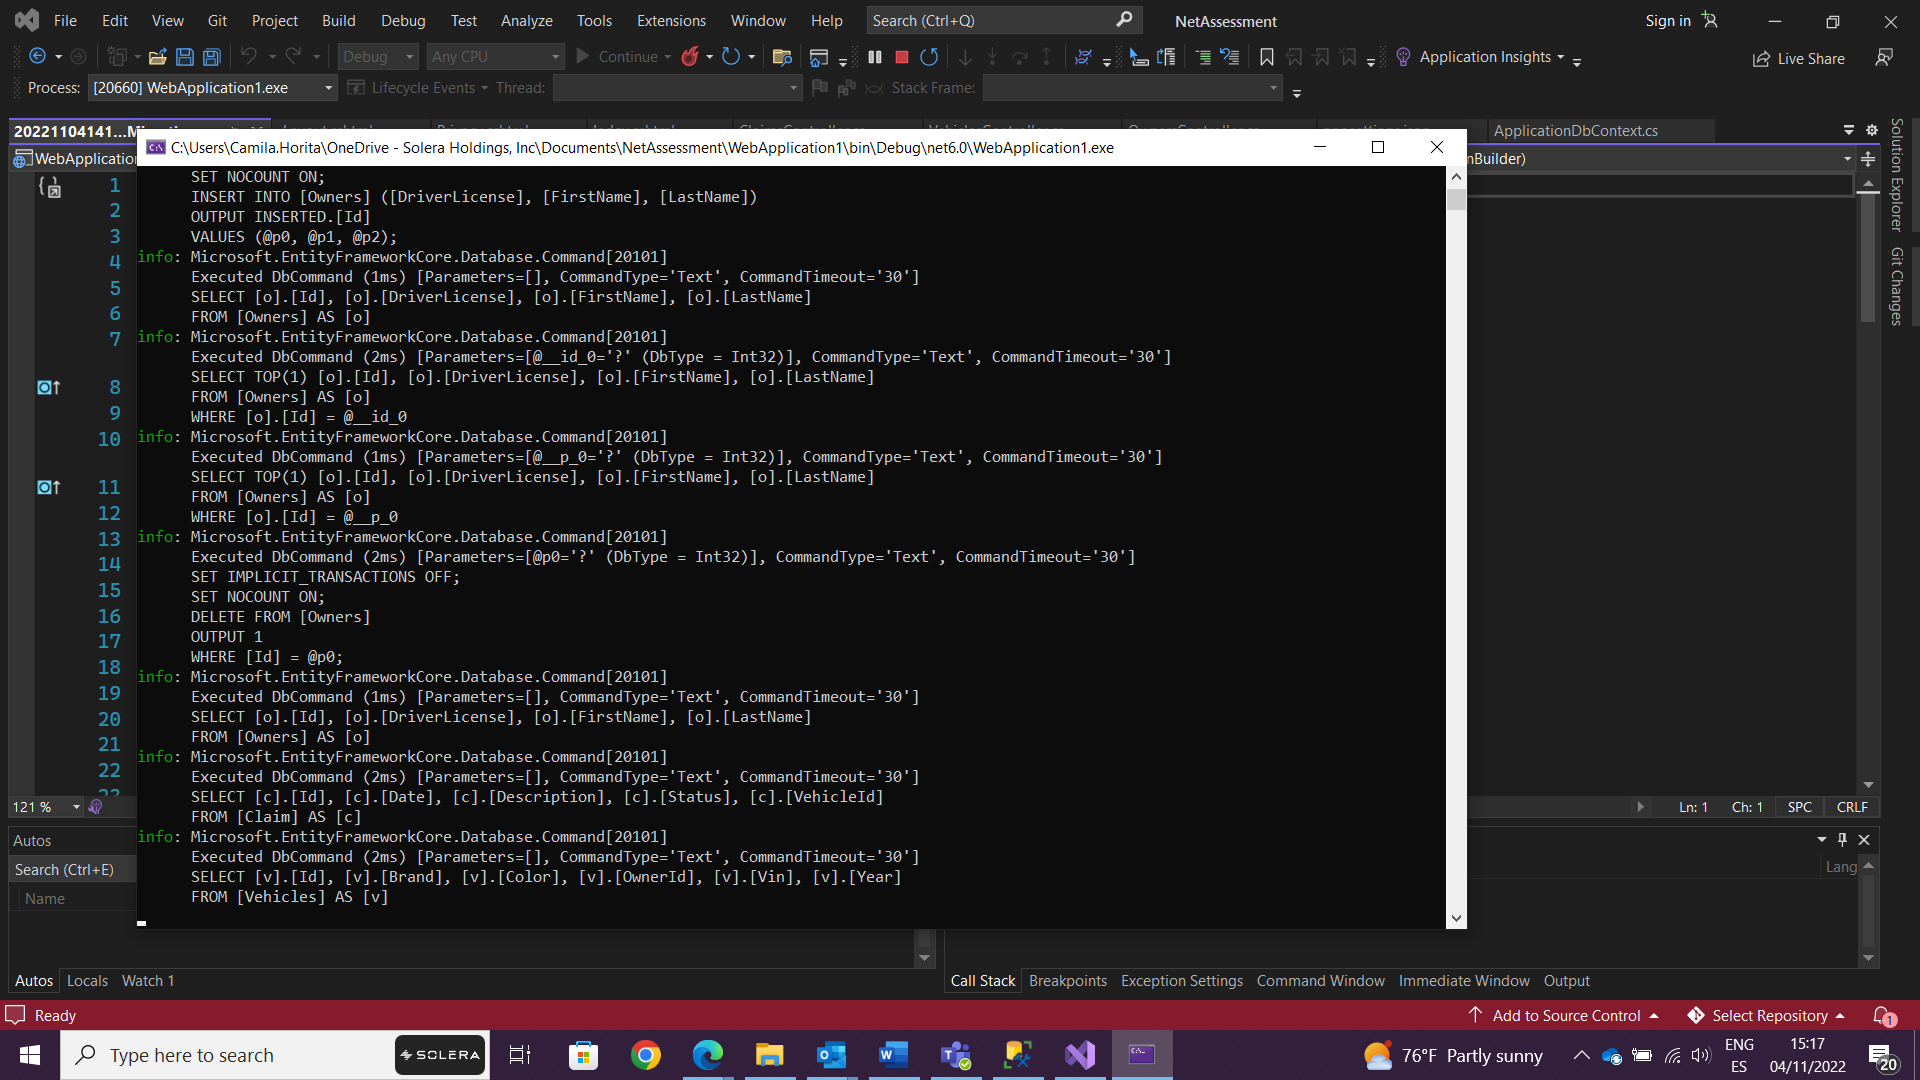 File Edit View Git Project Build Debug Test Analyze Tools Extensions Window Help Search (Ctrl+Q) NetAssessment Sign in
Debug Any CPU Continue Application Insights Live Share
Process: [20660] WebApplication1.exe Lifecycle Events Thread: Stack Frame:
20221104141... ApplicationDbContext.cs
C:\Users\Camila.Horita\OneDrive - Solera Holdings, Inc\Documents\NetAssessment\WebApplication1\bin\Debug\net6.0\WebApplication1.exe
WebApplication nBuilder)
SET NOCOUNT ON;
INSERT INTO [Owners] ([DriverLicense], [FirstName], [LastName])
OUTPUT INSERTED.[Id]
VALUES (@p0, @p1, @p2);
info: Microsoft.EntityFrameworkCore.Database.Command[20101]
Executed DbCommand (1ms) [Parameters=[], CommandType='Text', CommandTimeout='30']
SELECT [o].[Id], [o].[DriverLicense], [o].[FirstName], [o].[LastName]
FROM [Owners] AS [o]
info: Microsoft.EntityFrameworkCore.Database.Command[20101]
Executed DbCommand (2ms) [Parameters=[@__id_0='?' (DbType = Int32)], CommandType='Text', CommandTimeout='30']
SELECT TOP(1) [o].[Id], [o].[DriverLicense], [o].[FirstName], [o].[LastName]
FROM [Owners] AS [o]
WHERE [o].[Id] = @__id_0
info: Microsoft.EntityFrameworkCore.Database.Command[20101]
Executed DbCommand (1ms) [Parameters=[@__p_0='?' (DbType = Int32)], CommandType='Text', CommandTimeout='30']
SELECT TOP(1) [o].[Id], [o].[DriverLicense], [o].[FirstName], [o].[LastName]
FROM [Owners] AS [o]
WHERE [o].[Id] = @__p_0
info: Microsoft.EntityFrameworkCore.Database.Command[20101]
Executed DbCommand (2ms) [Parameters=[@p0='?' (DbType = Int32)], CommandType='Text', CommandTimeout='30']
SET IMPLICIT_TRANSACTIONS OFF;
SET NOCOUNT ON;
DELETE FROM [Owners]
OUTPUT 1
WHERE [Id] = @p0;
info: Microsoft.EntityFrameworkCore.Database.Command[20101]
Executed DbCommand (1ms) [Parameters=[], CommandType='Text', CommandTimeout='30']
SELECT [o].[Id], [o].[DriverLicense], [o].[FirstName], [o].[LastName]
FROM [Owners] AS [o]
info: Microsoft.EntityFrameworkCore.Database.Command[20101]
Executed DbCommand (2ms) [Parameters=[], CommandType='Text', CommandTimeout='30']
SELECT [c].[Id], [c].[Date], [c].[Description], [c].[Status], [c].[VehicleId]
FROM [Claim] AS [c]
info: Microsoft.EntityFrameworkCore.Database.Command[20101]
Executed DbCommand (2ms) [Parameters=[], CommandType='Text', CommandTimeout='30']
SELECT [v].[Id], [v].[Brand], [v].[Color], [v].[OwnerId], [v].[Vin], [v].[Year]
FROM [Vehicles] AS [v]
1
2
3
4
5
6
7
8
9
10
11
12
13
14
15
16
17
18
19
20
21
22
Solution Explorer
Git Changes
121 % Ln: 1 Ch: 1 SPC CRLF
Autos
Search (Ctrl+E) Lang
Name
Autos Locals Watch 1 Call Stack Breakpoints Exception Settings Command Window Immediate Window Output
Ready Add to Source Control Select Repository 1
Type here to search SOLERA 76°F Partly sunny ENG 15:17
ES 04/11/2022 20